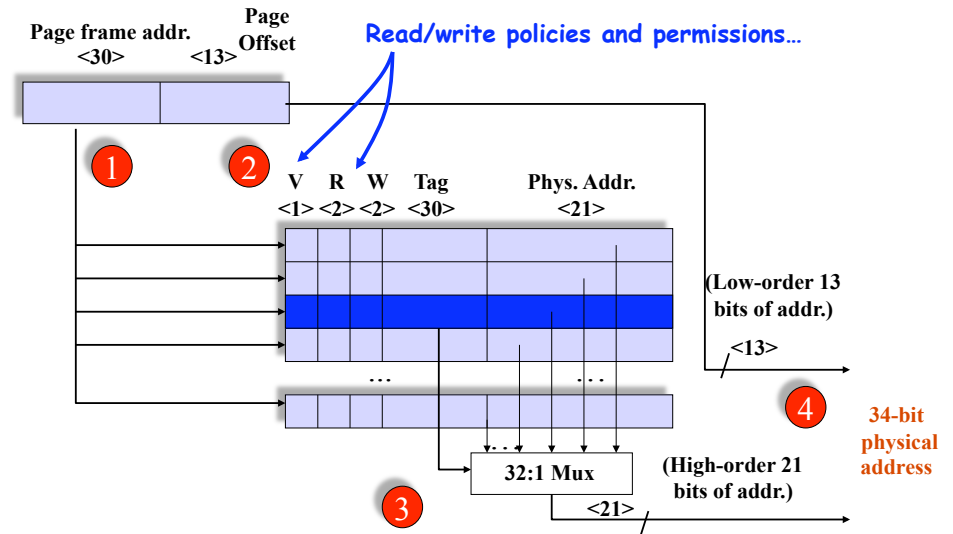 Page frame addr.
<30>
Page
Offset
<13>
Read/write policies and permissions…
1
2
V R W Tag Phys. Addr.
<1> <2> <2> <30> <21>
(Low-order 13
bits of addr.)
<13>
… …
4
34-bit
physical
address
…
32:1 Mux
(High-order 21
bits of addr.)
3
<21>